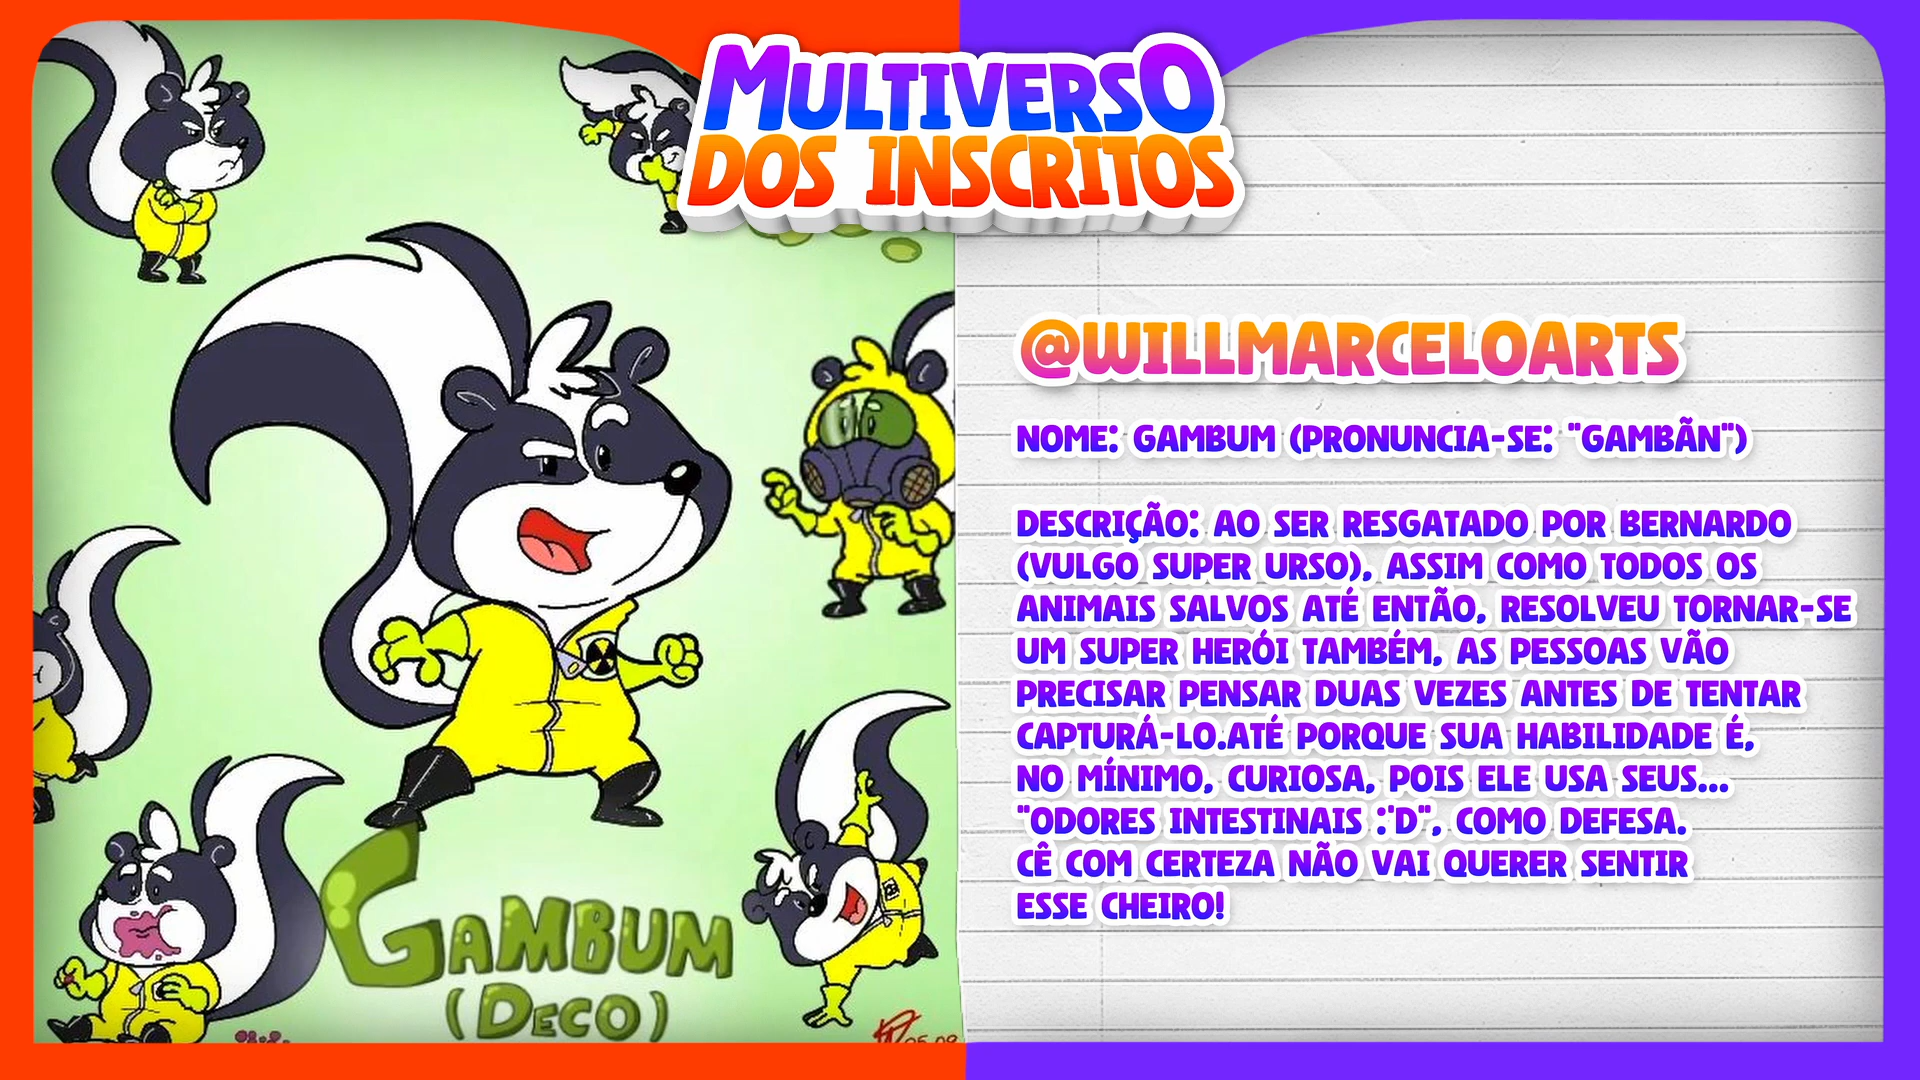 MULTIVERSO
DOS INSCRITOS
@WILLMARCELOARTS
NOME: GAMBUM (PRONUNCIA-SE: "GAMBÃN")
DESCRIÇÃO: AO SER RESGATADO POR BERNARDO
(VULGO SUPER URSO), ASSIM COMO TODOS OS
ANIMAIS SALVOS ATÉ ENTÃO, RESOLVEU TORNAR-SE
UM SUPER HERÓI TAMBÉM, AS PESSOAS VÃO
PRECISAR PENSAR DUAS VEZES ANTES DE TENTAR
CAPTURÁ-LO.ATÉ PORQUE SUA HABILIDADE É,
NO MÍNIMO, CURIOSA, POIS ELE USA SEUS...
"ODORES INTESTINAIS :'D", COMO DEFESA.
CÊ COM CERTEZA NÃO VAI QUERER SENTIR
ESSE CHEIRO!
GAMBUM
(DECO)